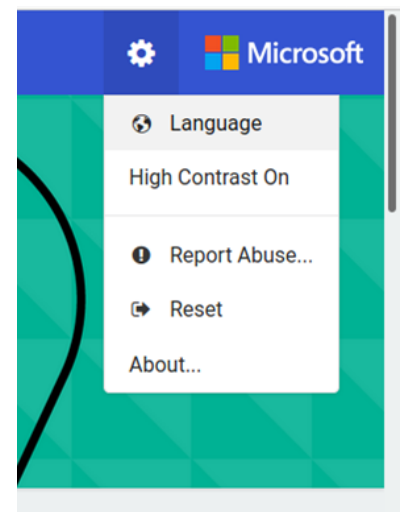 Microsoft
Language
High Contrast On
Report Abuse...
Reset
About...